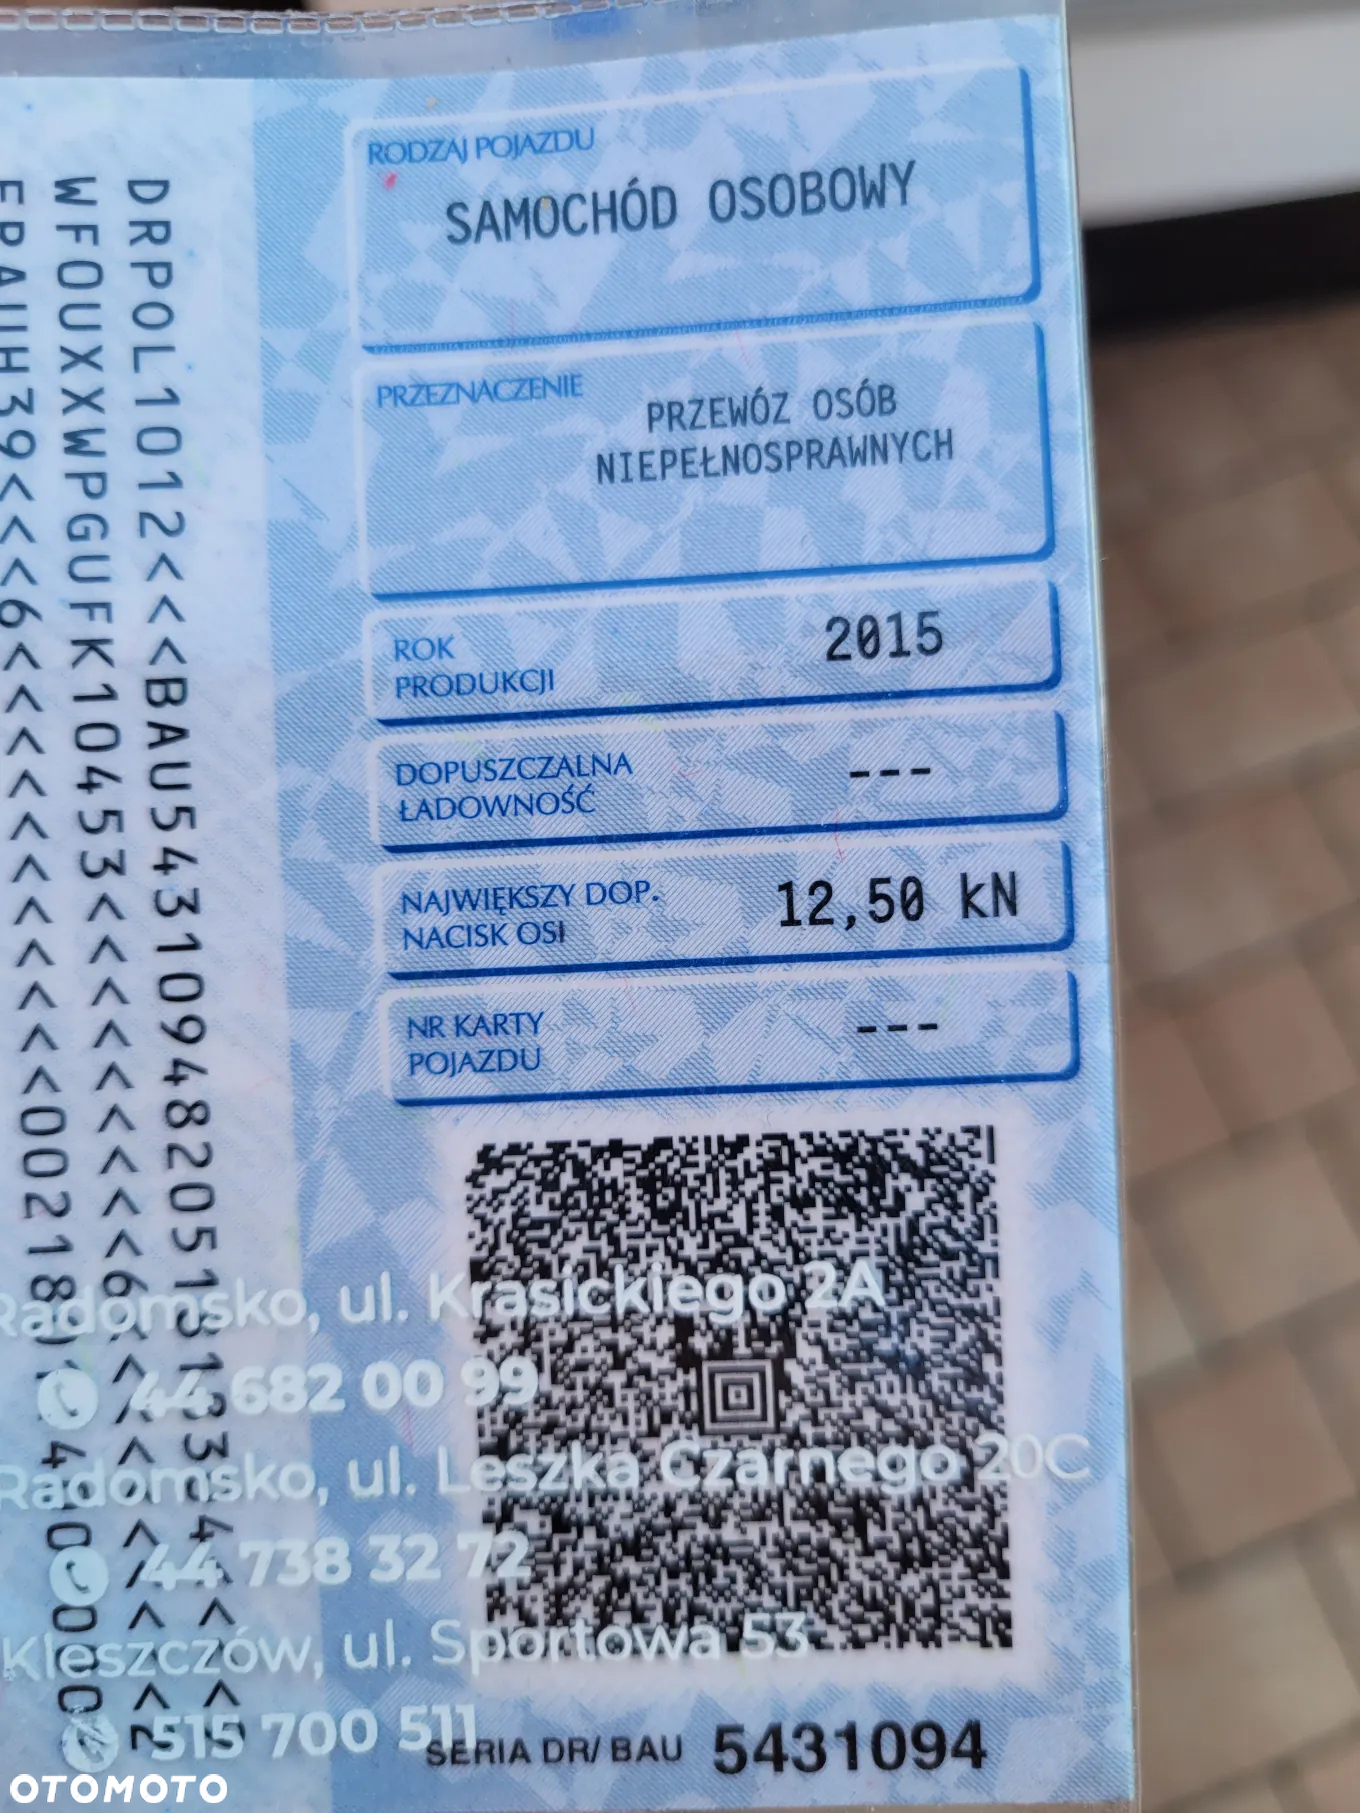 RODZAJ POJAZDU
SAMOCHÓD OSOBOWY
PRZEZNACZENIE
PRZEWÓZ OSÓB
NIEPEŁNOSPRAWNYCH
ROK
PRODUKCJI
2015
DOPUSZCZALNA
ŁADOWNOŚĆ
---
NAJWIĘKSZY DOP.
NACISK OSI
12,50 kN
NR KARTY
POJAZDU
---
SERIA DR/ BAU 5431094
DRPOL1012<<<BAU5431094820513
WF0UXXWPGUFK10453<<<<<<<<<6
Radomsko, ul. Krasickiego 2A
44 682 00 99
Radomsko, ul. Leszka Czarnego 20C
44 738 32 72
Kleszczów, ul. Sportowa 53
515 700 511
OTOMOTO